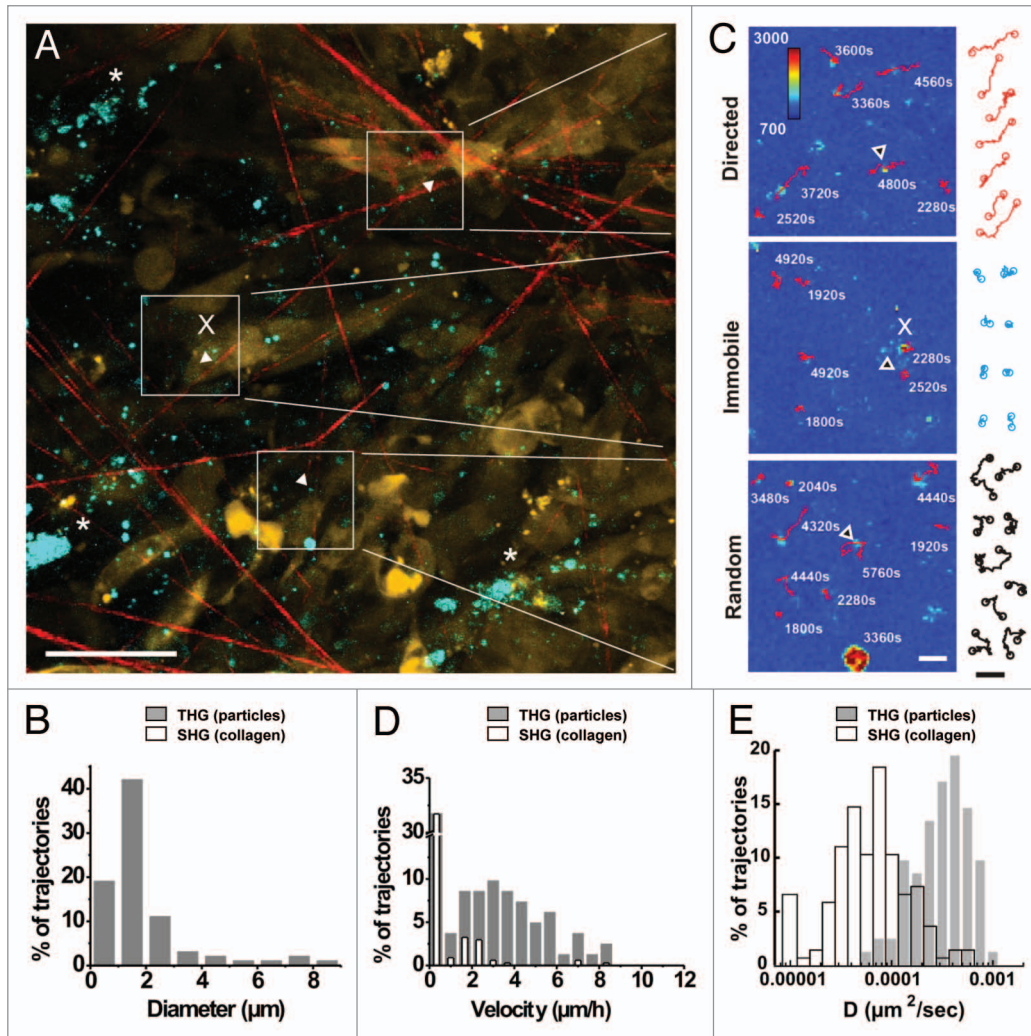 A
*
X
*
*
C
3000
700
Directed
3600s
4560s
3360s
3720s
4800s
2520s
2280s
Immobile
4920s
1920s
X
4920s
2280s
2520s
1800s
Random
3480s
2040s
4440s
4320s
1920s
5760s
4440s
2280s
1800s
3360s
B
THG (particles)
SHG (collagen)
% of trajectories
40
30
20
10
0
0 2 4 6 8
Diameter (μm)
D
THG (particles)
SHG (collagen)
% of trajectories
35
30
10
5
0
0 2 4 6 8 10 12
Velocity (μm/h)
E
THG (particles)
SHG (collagen)
% of trajectories
20
15
10
5
0
0.00001 0.0001 0.001
D (μm²/sec)